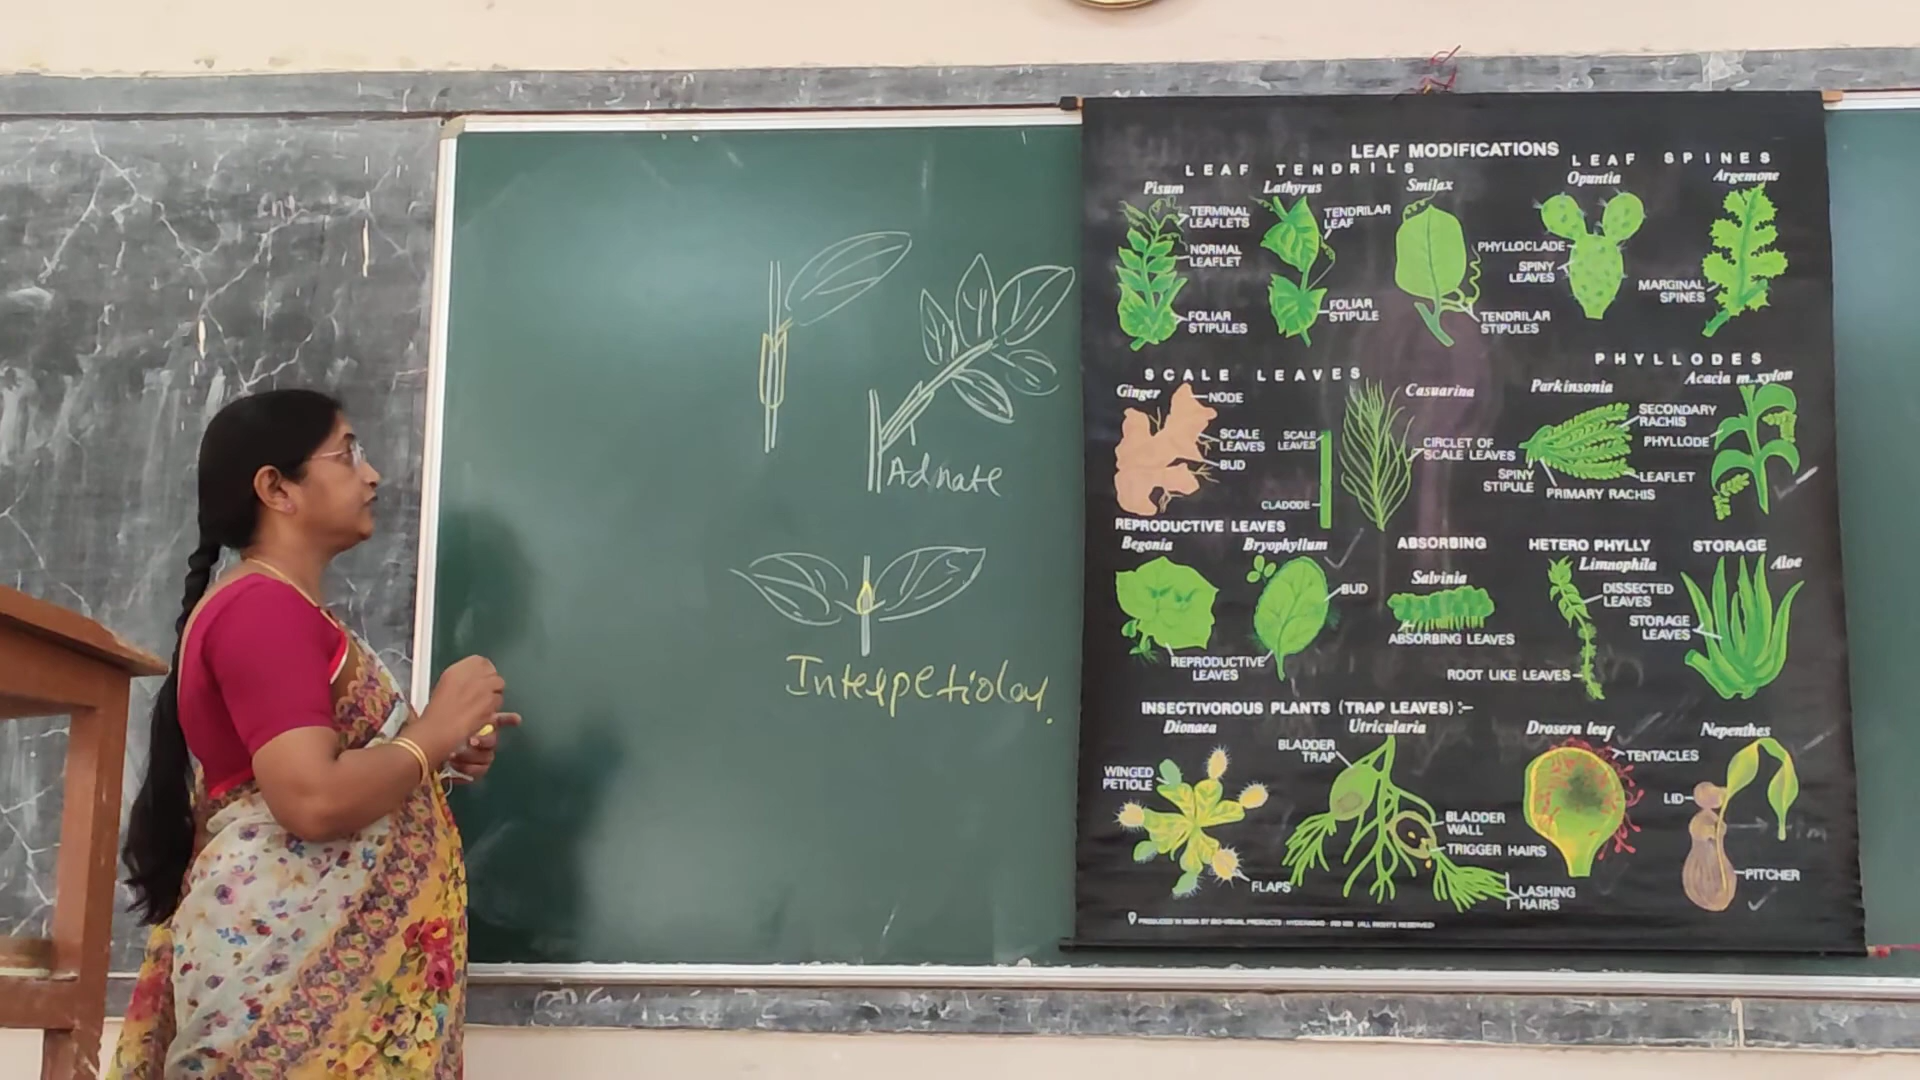 Adnate
Interpetiolar.
LEAF MODIFICATIONS
LEAF TENDRILS
Pisum
TERMINAL
LEAFLETS
NORMAL
LEAFLET
FOLIAR
STIPULES
Lathyrus
TENDRILAR
LEAF
FOLIAR
STIPULE
Smilax
TENDRILAR
STIPULES
LEAF SPINES
Opuntia
PHYLLOCLADE
SPINY
LEAVES
Argemone
MARGINAL
SPINES
SCALE LEAVES
Ginger
NODE
SCALE
LEAVES
BUD
Casuarina
SCALE
LEAVES
CIRCLET OF
SCALE LEAVES
CLADODE
PHYLLODES
Parkinsonia
SECONDARY
RACHIS
LEAFLET
SPINY
STIPULE
PRIMARY RACHIS
Acacia m. xylon
PHYLLODE
REPRODUCTIVE LEAVES
Begonia
Bryophyllum
BUD
REPRODUCTIVE
LEAVES
ABSORBING
Salvinia
ABSORBING LEAVES
HETERO PHYLLY
Limnophila
DISSECTED
LEAVES
ROOT LIKE LEAVES
STORAGE
Aloe
STORAGE
LEAVES
INSECTIVOROUS PLANTS (TRAP LEAVES) :-
Dionaea
WINGED
PETIOLE
FLAPS
Utricularia
BLADDER
TRAP
BLADDER
WALL
TRIGGER HAIRS
LASHING
HAIRS
Drosera leaf
TENTACLES
Nepenthes
LID
PITCHER
PRODUCED IN INDIA BY BIO-VISUAL PRODUCTS HYDERABAD (ALL RIGHTS RESERVED)